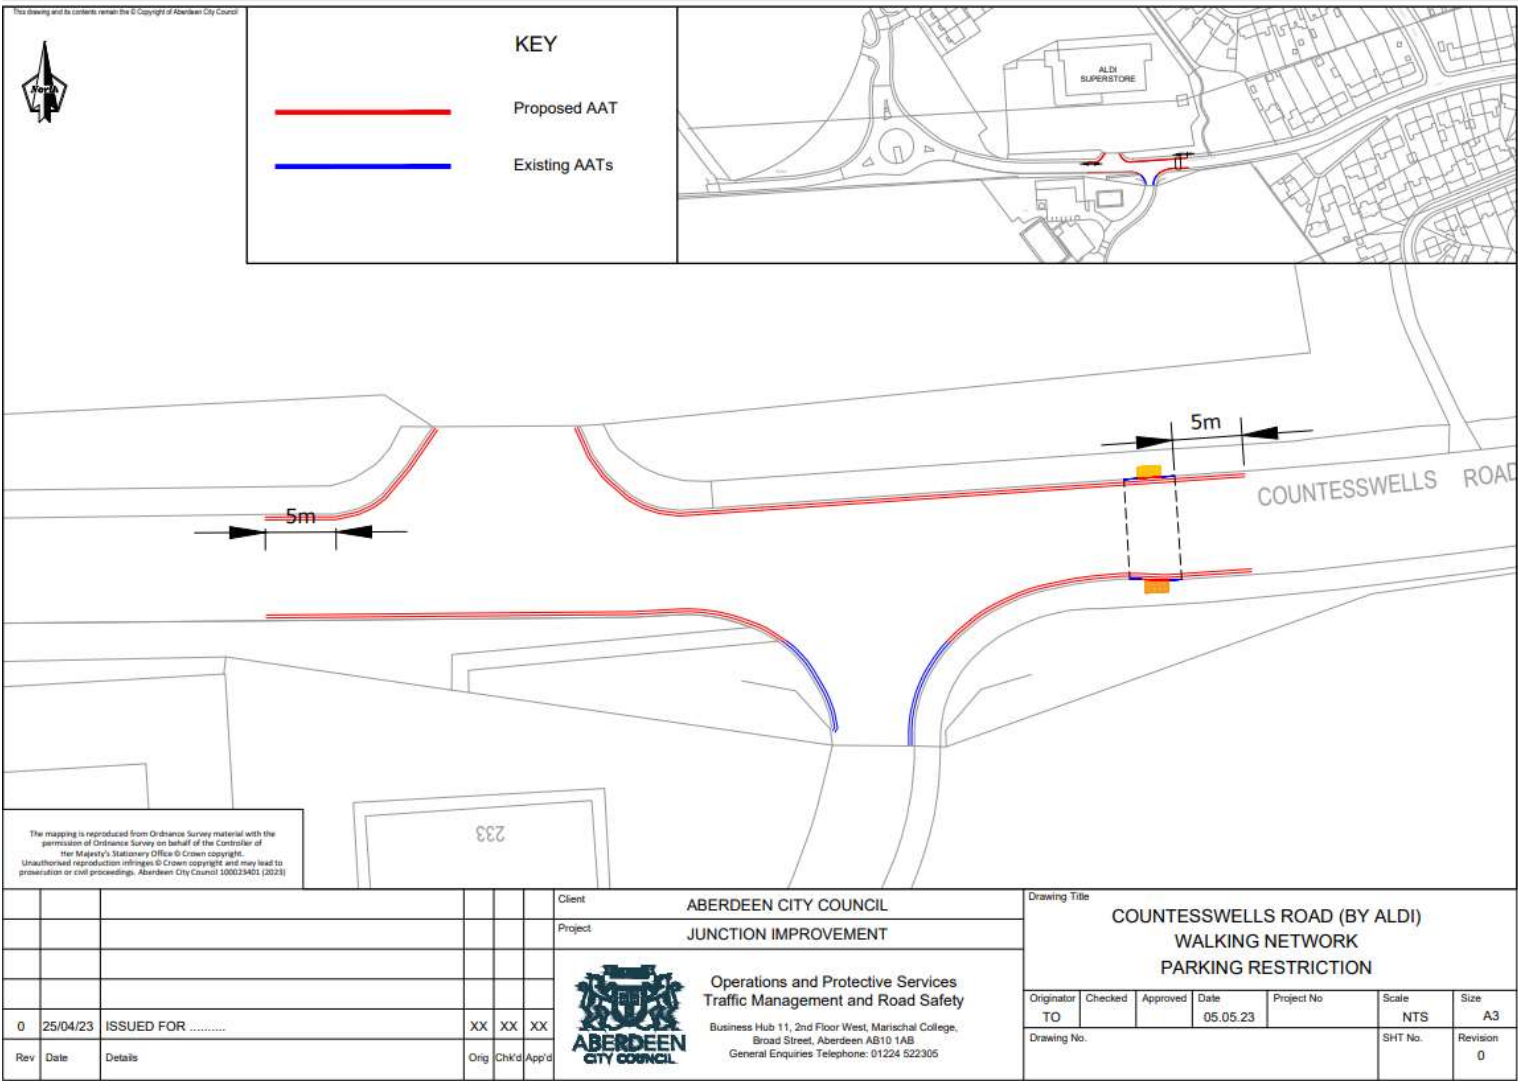 This drawing and its contents remain the © Copyright of Aberdeen City Council
North
KEY
Proposed AAT
Existing AATs
ALDI
SUPERSTORE
5m
5m
COUNTESSWELLS ROAD
233
The mapping is reproduced from Ordnance Survey material with the
permission of Ordnance Survey on behalf of the Controller of
Her Majesty's Stationery Office © Crown copyright.
Unauthorised reproduction infringes © Crown copyright and may lead to
prosecution or civil proceedings. Aberdeen City Council 100023401 (2023)
0 25/04/23 ISSUED FOR .......... XX XX XX
Rev Date Details Orig Chk'd App'd
Client ABERDEEN CITY COUNCIL
Project JUNCTION IMPROVEMENT
ABERDEEN
CITY COUNCIL
Operations and Protective Services
Traffic Management and Road Safety
Business Hub 11, 2nd Floor West, Marischal College,
Broad Street, Aberdeen AB10 1AB
General Enquiries Telephone: 01224 522305
Drawing Title
COUNTESSWELLS ROAD (BY ALDI)
WALKING NETWORK
PARKING RESTRICTION
Originator Checked Approved Date Project No Scale Size
TO 05.05.23 NTS A3
Drawing No. SHT No. Revision
0